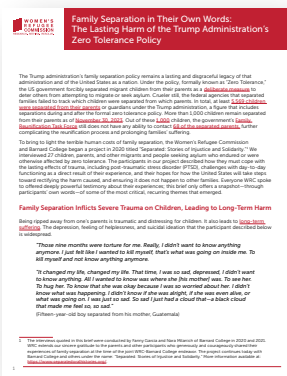 WOMEN'S
REFUGEE
COMMISSION
Family Separation in Their Own Words:
The Lasting Harm of the Trump Administration's
Zero Tolerance Policy
The Trump administration's family separation policy remains a lasting and disgraceful legacy of that
administration and of the United States as a nation. Under the policy, formally known as "Zero Tolerance,"
the US government forcibly separated migrant children from their parents as a deliberate measure to
deter others from attempting to migrate or seek asylum. Crueler still, the federal agencies that separated
families failed to track which children were separated from which parents. In total, at least 5,569 children
were separated from their parents or guardians under the Trump administration, a figure that includes
separations during and after the formal zero tolerance policy. More than 1,000 children remained separated
from their parents as of November 30, 2023. Out of these 1,000 children, the government's Family
Reunification Task Force did not have any ability to contact 68 of the separated parents, further
complicating the reunification process and prolonging families' suffering.
To bring to light the terrible human costs of family separation, the Women's Refugee Commission
and Barnard College began a project in 2020 titled "Separated: Stories of Injustice and Solidarity."¹ We
interviewed 27 children, parents, and other migrants and people seeking asylum who endured or were
otherwise affected by zero tolerance. The participants in our project described how they must cope with
the lasting effects of trauma, including post-traumatic stress disorder (PTSD), challenges with day-to-day
functioning as a direct result of their experience, and their hopes for how the United States will take steps
toward rectifying the harm caused, and ensuring it does not happen to other families. Everyone WRC spoke
to offered deeply powerful testimony about their experiences; this brief only offers a snapshot—through
participants' own words—of some of the most critical, recurring themes that emerged.
Family Separation Inflicts Severe Trauma on Children, Leading to Long-Term Harm
Being ripped away from one's parents is traumatic and distressing for children. It also leads to long-term
suffering. The depression, feeling of helplessness, and suicidal ideation that the participant described below
is widespread.
"Those nine months were torture for me. Really, I didn't want to know anything
anymore. I just felt like I wanted to kill myself, that's what was going on inside me. To
kill myself and not know anything anymore.
"It changed my life, changed my life. That time, I was so sad, depressed, I didn't
want to know anything. All I wanted to know was where she [his mother] was. To see her.
To hug her. To know that she was okay because I was so worried about her. I didn't
know what was happening, I didn't know if she was alright, if she was even alive, or
what was going on. I was just so sad. So sad I just had a cloud that—a black cloud
that made me feel so, so sad."
(Fifteen-year-old boy separated from his mother, Guatemala)